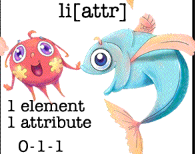 li[attr]
1 element
1 attribute
0-1-1